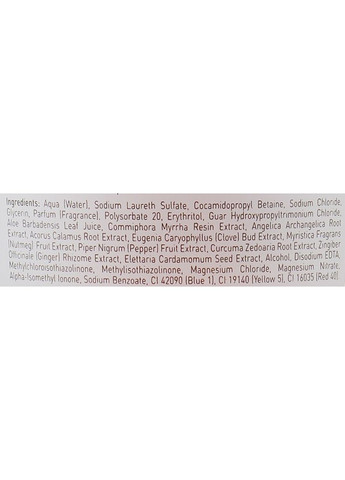 Ingredients: Aqua (Water), Sodium Laureth Sulfate, Cocamidopropyl Betaine, Sodium Chloride,
Glycerin, Parfum (Fragrance), Polysorbate 20, Erythritol, Guar Hydroxypropyltrimonium Chloride,
Aloe Barbadensis Leaf Juice, Commiphora Myrrha Resin Extract, Angelica Archangelica Root
Extract, Acorus Calamus Root Extract, Eugenia Caryophyllus (Clove) Bud Extract, Myristica Fragrans
(Nutmeg) Fruit Extract, Piper Nigrum (Pepper) Fruit Extract, Curcuma Zedoaria Root Extract, Zingiber
Officinale (Ginger) Rhizome Extract, Elettaria Cardamomum Seed Extract, Alcohol, Disodium EDTA,
Methylchloroisothiazolinone, Methylisothiazolinone, Magnesium Chloride, Magnesium Nitrate,
Alpha-Isomethyl Ionone, Sodium Benzoate, CI 42090 (Blue 1), CI 19140 (Yellow 5), CI 16035 (Red 40)